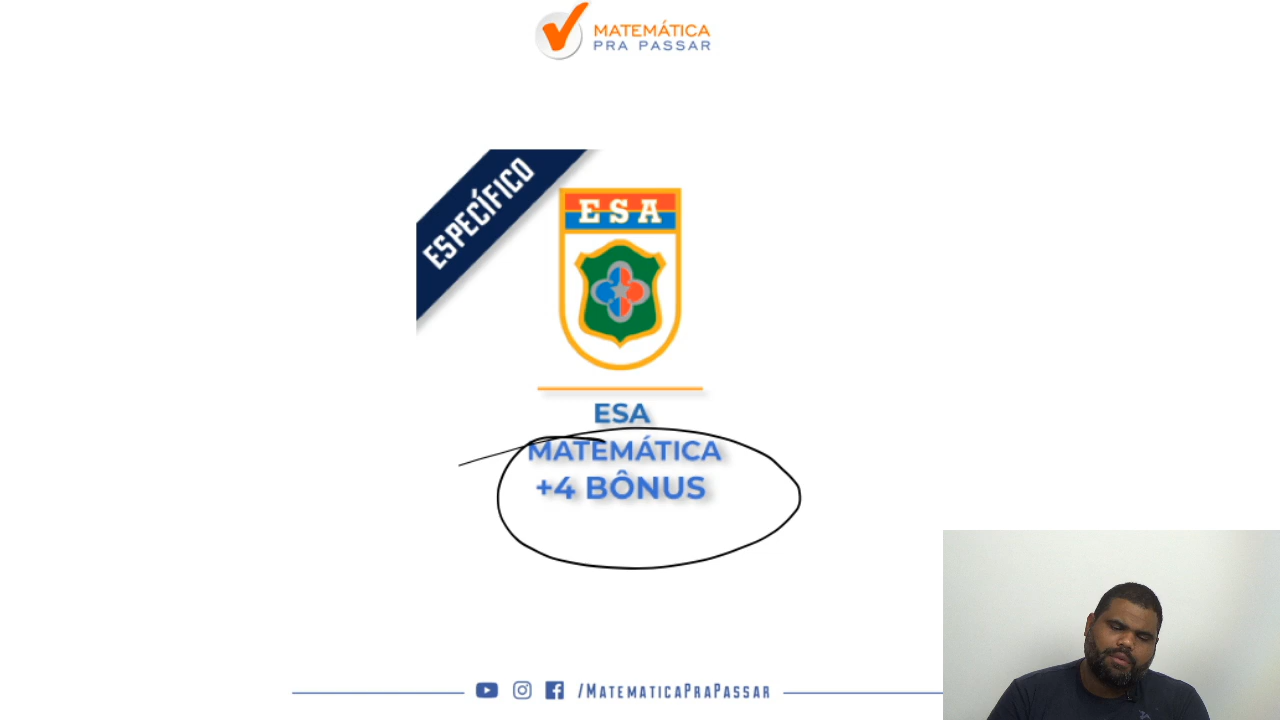 MATEMÁTICA
PRA PASSAR
ESPECÍFICO
ESA
ESA
MATEMÁTICA
+4 BÔNUS
/MATEMATICAPRAPASSAR